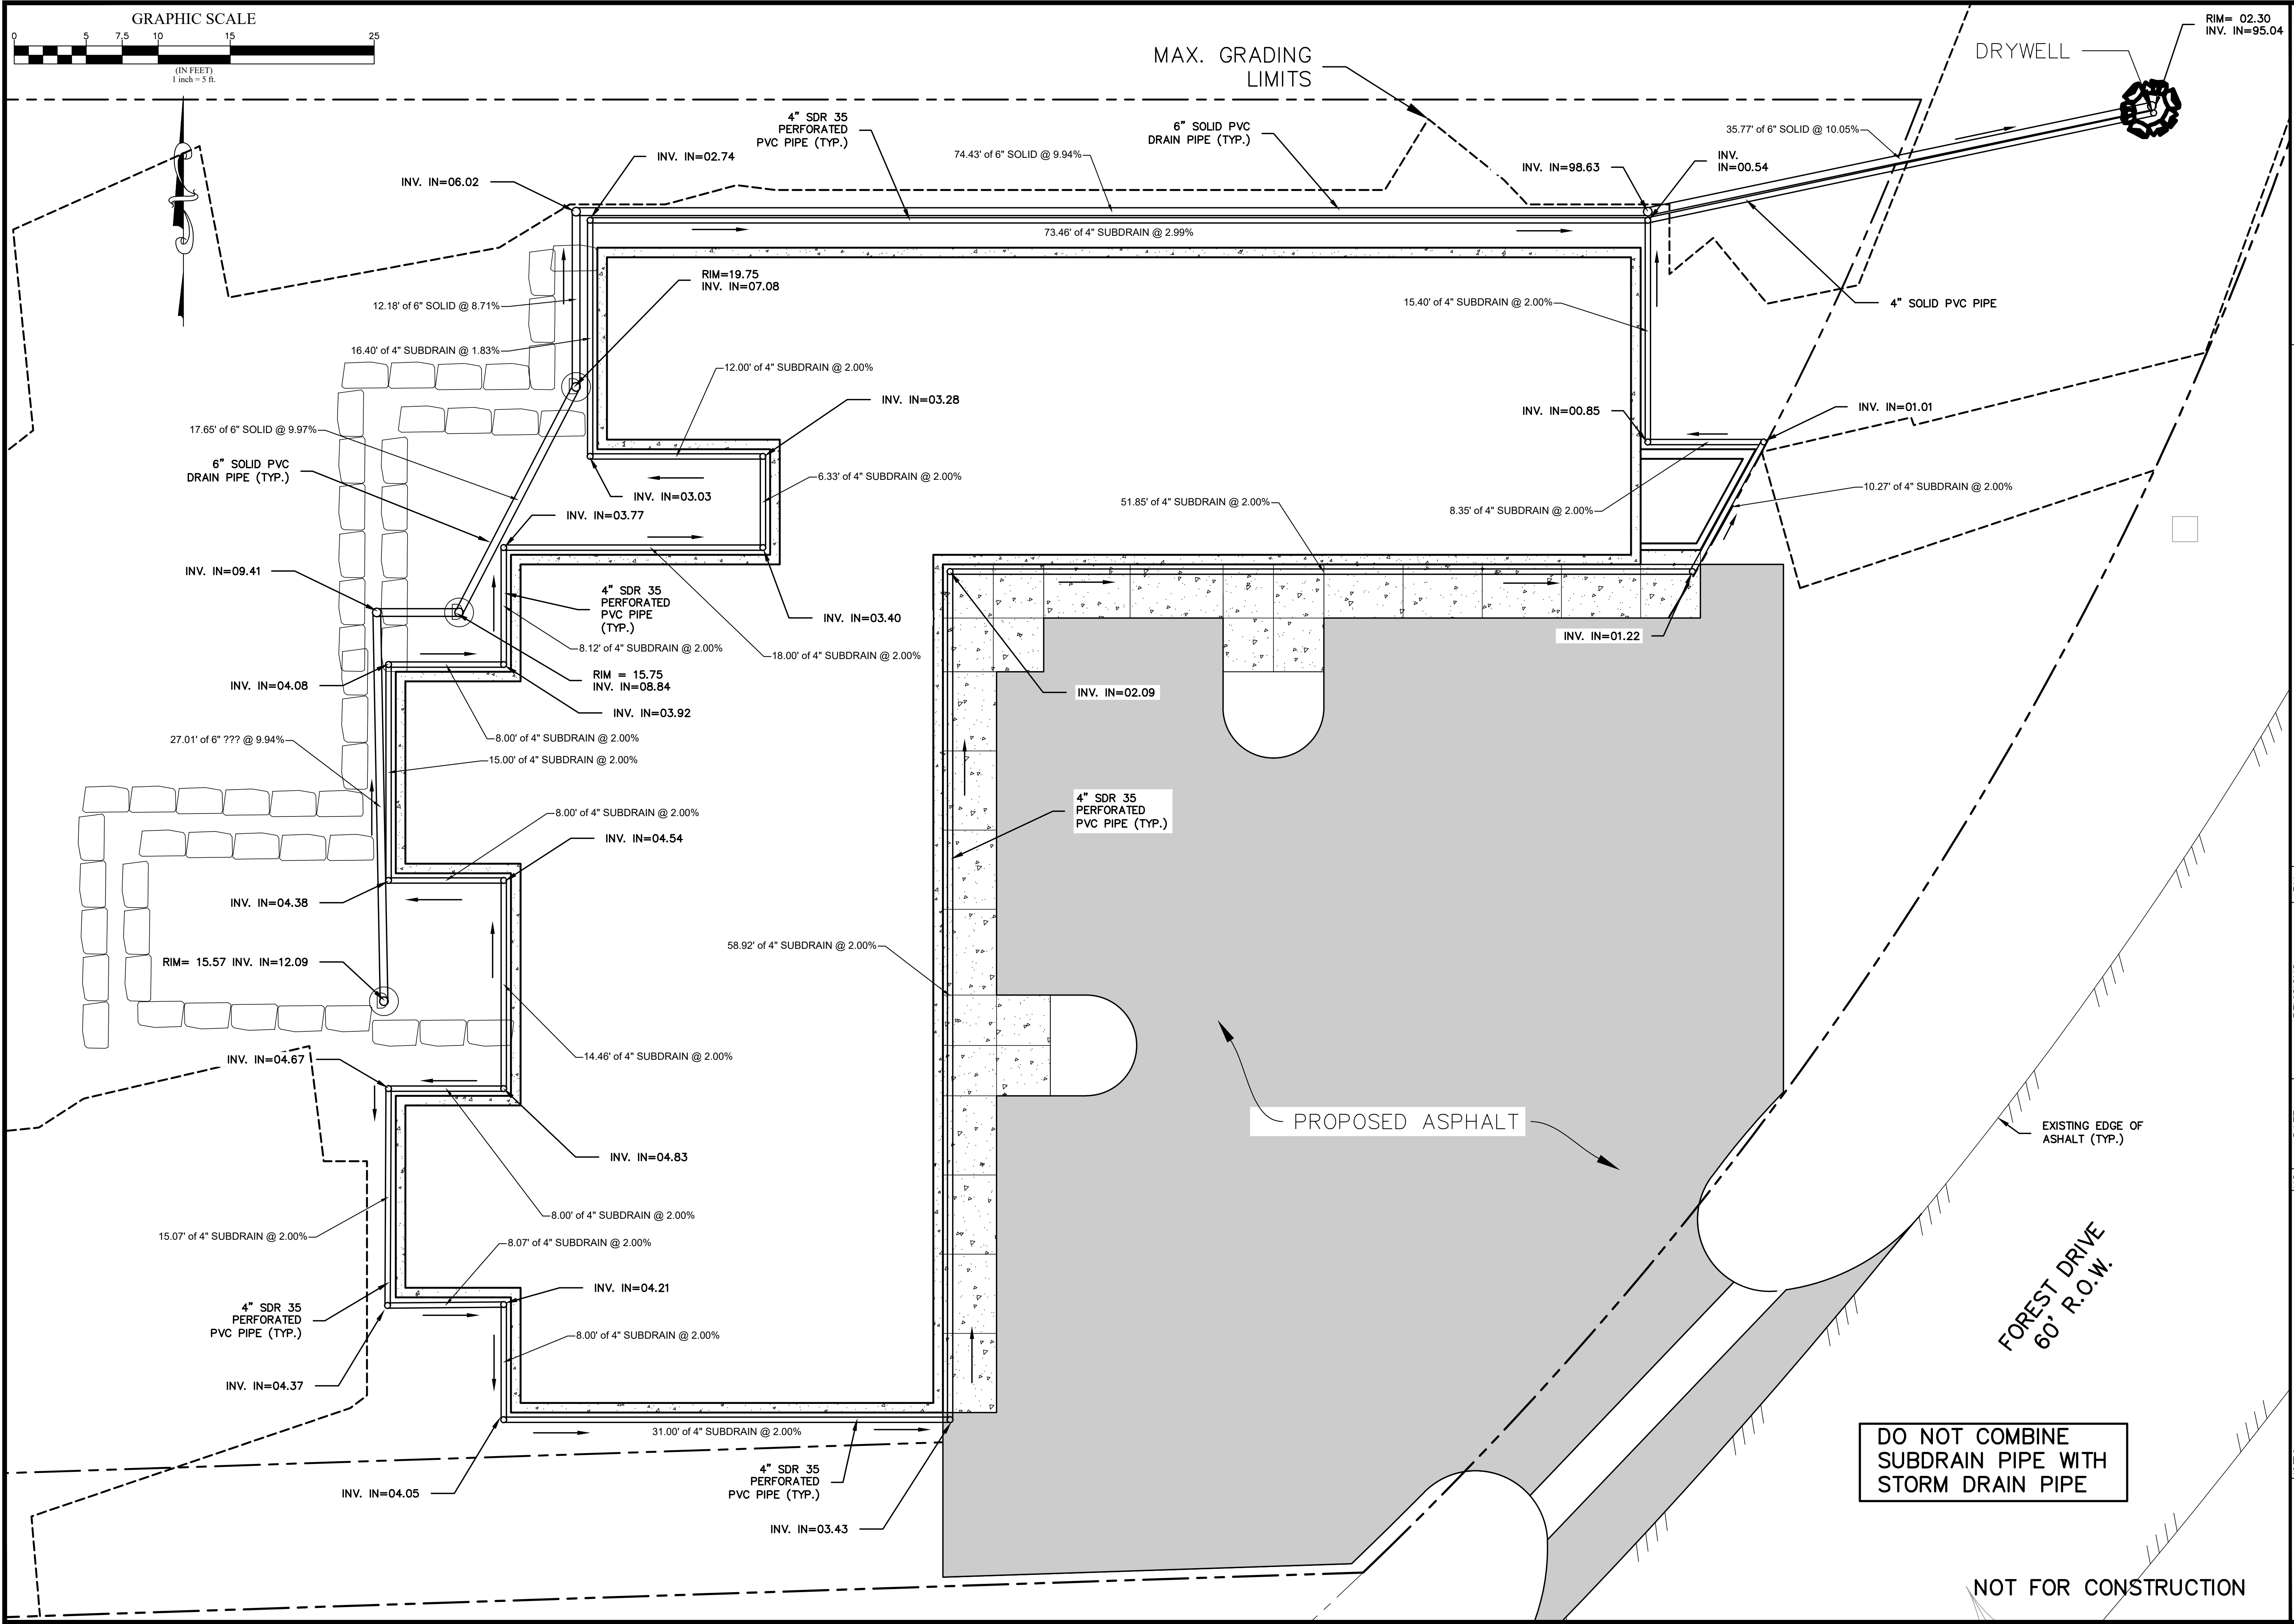 GRAPHIC SCALE
0 5 7.5 10 15 25
(IN FEET)
1 inch = 5 ft.
MAX. GRADING
LIMITS
DRYWELL
RIM= 02.30
INV. IN=95.04
4" SDR 35
PERFORATED
PVC PIPE (TYP.)
6" SOLID PVC
DRAIN PIPE (TYP.)
35.77' of 6" SOLID @ 10.05%
INV. IN=02.74
74.43' of 6" SOLID @ 9.94%
INV. IN=98.63
INV.
IN=00.54
INV. IN=06.02
73.46' of 4" SUBDRAIN @ 2.99%
RIM=19.75
INV. IN=07.08
12.18' of 6" SOLID @ 8.71%
15.40' of 4" SUBDRAIN @ 2.00%
4" SOLID PVC PIPE
16.40' of 4" SUBDRAIN @ 1.83%
12.00' of 4" SUBDRAIN @ 2.00%
INV. IN=03.28
INV. IN=00.85
INV. IN=01.01
17.65' of 6" SOLID @ 9.97%
6" SOLID PVC
DRAIN PIPE (TYP.)
6.33' of 4" SUBDRAIN @ 2.00%
INV. IN=03.03
10.27' of 4" SUBDRAIN @ 2.00%
51.85' of 4" SUBDRAIN @ 2.00%
8.35' of 4" SUBDRAIN @ 2.00%
INV. IN=03.77
INV. IN=09.41
4" SDR 35
PERFORATED
PVC PIPE
(TYP.)
INV. IN=03.40
INV. IN=01.22
8.12' of 4" SUBDRAIN @ 2.00%
18.00' of 4" SUBDRAIN @ 2.00%
RIM = 15.75
INV. IN=08.84
INV. IN=04.08
INV. IN=02.09
INV. IN=03.92
8.00' of 4" SUBDRAIN @ 2.00%
27.01' of 6" ??? @ 9.94%
15.00' of 4" SUBDRAIN @ 2.00%
4" SDR 35
PERFORATED
PVC PIPE (TYP.)
8.00' of 4" SUBDRAIN @ 2.00%
INV. IN=04.54
INV. IN=04.38
58.92' of 4" SUBDRAIN @ 2.00%
RIM= 15.57 INV. IN=12.09
14.46' of 4" SUBDRAIN @ 2.00%
INV. IN=04.67
PROPOSED ASPHALT
EXISTING EDGE OF
ASHALT (TYP.)
INV. IN=04.83
8.00' of 4" SUBDRAIN @ 2.00%
15.07' of 4" SUBDRAIN @ 2.00%
8.07' of 4" SUBDRAIN @ 2.00%
INV. IN=04.21
4" SDR 35
PERFORATED
PVC PIPE (TYP.)
8.00' of 4" SUBDRAIN @ 2.00%
FOREST DRIVE
60' R.O.W.
INV. IN=04.37
31.00' of 4" SUBDRAIN @ 2.00%
4" SDR 35
PERFORATED
PVC PIPE (TYP.)
INV. IN=04.05
INV. IN=03.43
DO NOT COMBINE
SUBDRAIN PIPE WITH
STORM DRAIN PIPE
NOT FOR CONSTRUCTION